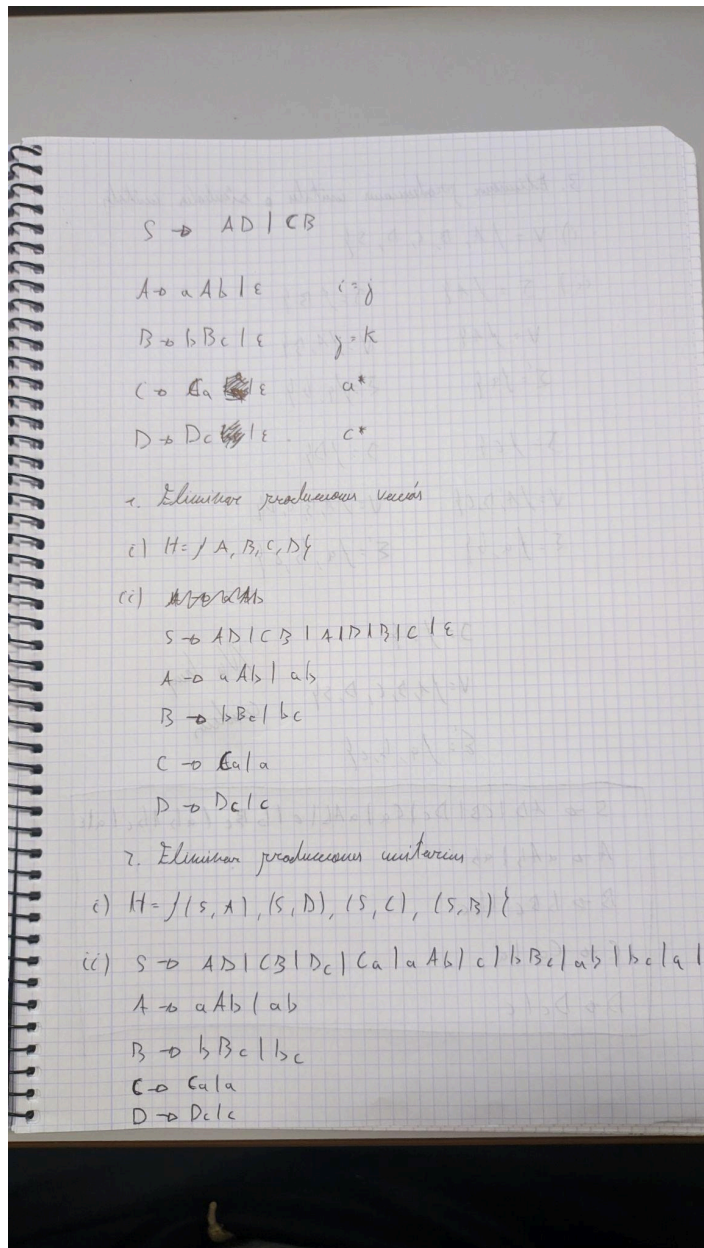 S → AD | CB
A → aAb | ε i = j
B → bBc | ε j = K
C → Ca | ε a*
D → Dc | ε c*
1. Eliminar producciones vacías
i) H = { A, B, C, D }
ii)
S → AD | CB | A | D | B | C | ε
A → aAb | ab
B → bBc | bc
C → Ca | a
D → Dc | c
2. Eliminar producciones unitarias
i) H = { (S, A), (S, D), (S, C), (S, B) }
ii) S → AD | CB | Dc | Ca | aAb | c | bBc | ab | bc | a |
A → aAb | ab
B → bBc | bc
C → Ca | a
D → Dc | c